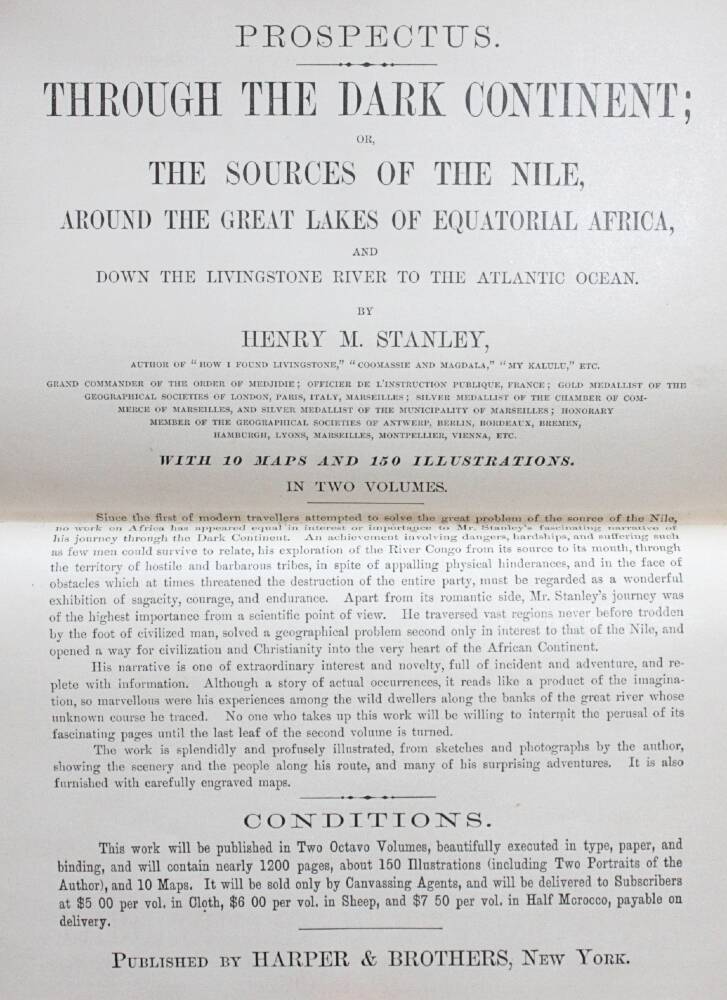 PROSPECTUS.
THROUGH THE DARK CONTINENT;
OR,
THE SOURCES OF THE NILE,
AROUND THE GREAT LAKES OF EQUATORIAL AFRICA,
AND
DOWN THE LIVINGSTONE RIVER TO THE ATLANTIC OCEAN.
BY
HENRY M. STANLEY,
AUTHOR OF "HOW I FOUND LIVINGSTONE," "COOMASSIE AND MAGDALA," "MY KALULU," ETC.
GRAND COMMANDER OF THE ORDER OF MEDJIDIE; OFFICIER DE L'INSTRUCTION PUBLIQUE, FRANCE; GOLD MEDALLIST OF THE
GEOGRAPHICAL SOCIETIES OF LONDON, PARIS, ITALY, MARSEILLES; SILVER MEDALLIST OF THE CHAMBER OF COM-
MERCE OF MARSEILLES, AND SILVER MEDALLIST OF THE MUNICIPALITY OF MARSEILLES; HONORARY
MEMBER OF THE GEOGRAPHICAL SOCIETIES OF ANTWERP, BERLIN, BORDEAUX, BREMEN,
HAMBURGH, LYONS, MARSEILLES, MONTPELLIER, VIENNA, ETC.
WITH 10 MAPS AND 150 ILLUSTRATIONS.
IN TWO VOLUMES.
Since the first of modern travellers attempted to solve the great problem of the source of the Nile,
no work on Africa has appeared equal in interest or importance to Mr. Stanley's fascinating narrative of
his journey through the Dark Continent. An achievement involving dangers, hardships, and suffering such
as few men could survive to relate, his exploration of the River Congo from its source to its mouth, through
the territory of hostile and barbarous tribes, in spite of appalling physical hinderances, and in the face of
obstacles which at times threatened the destruction of the entire party, must be regarded as a wonderful
exhibition of sagacity, courage, and endurance. Apart from its romantic side, Mr. Stanley's journey was
of the highest importance from a scientific point of view. He traversed vast regions never before trodden
by the foot of civilized man, solved a geographical problem second only in interest to that of the Nile, and
opened a way for civilization and Christianity into the very heart of the African Continent.
His narrative is one of extraordinary interest and novelty, full of incident and adventure, and re-
plete with information. Although a story of actual occurrences, it reads like a product of the imagina-
tion, so marvellous were his experiences among the wild dwellers along the banks of the great river whose
unknown course he traced. No one who takes up this work will be willing to intermit the perusal of its
fascinating pages until the last leaf of the second volume is turned.
The work is splendidly and profusely illustrated, from sketches and photographs by the author,
showing the scenery and the people along his route, and many of his surprising adventures. It is also
furnished with carefully engraved maps.
CONDITIONS.
This work will be published in Two Octavo Volumes, beautifully executed in type, paper, and
binding, and will contain nearly 1200 pages, about 150 Illustrations (including Two Portraits of the
Author), and 10 Maps. It will be sold only by Canvassing Agents, and will be delivered to Subscribers
at $5 00 per vol. in Cloth, $6 00 per vol. in Sheep, and $7 50 per vol. in Half Morocco, payable on
delivery.
PUBLISHED BY HARPER & BROTHERS, NEW YORK.